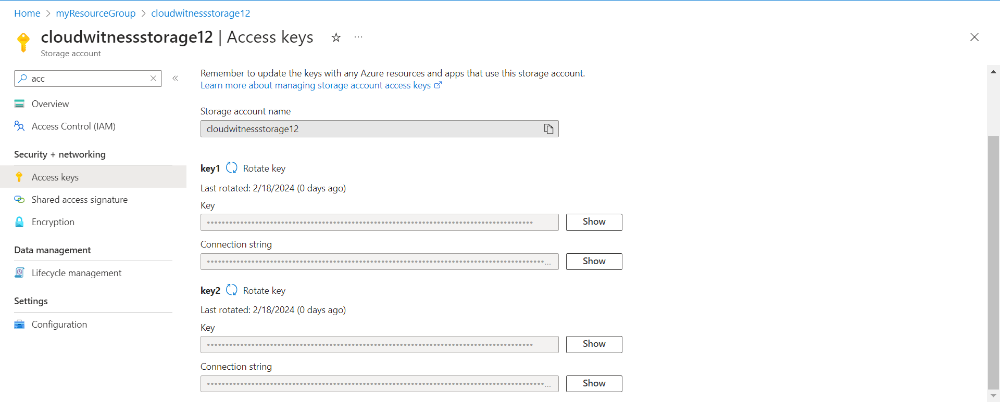 Home > myResourceGroup > cloudwitnessstorage12
cloudwitnessstorage12 | Access keys
Storage account
acc
Overview
Access Control (IAM)
Security + networking
Access keys
Shared access signature
Encryption
Data management
Lifecycle management
Settings
Configuration
Remember to update the keys with any Azure resources and apps that use this storage account.
Learn more about managing storage account access keys
Storage account name
cloudwitnessstorage12
key1 Rotate key
Last rotated: 2/18/2024 (0 days ago)
Key
Show
Connection string
Show
key2 Rotate key
Last rotated: 2/18/2024 (0 days ago)
Key
Show
Connection string
Show